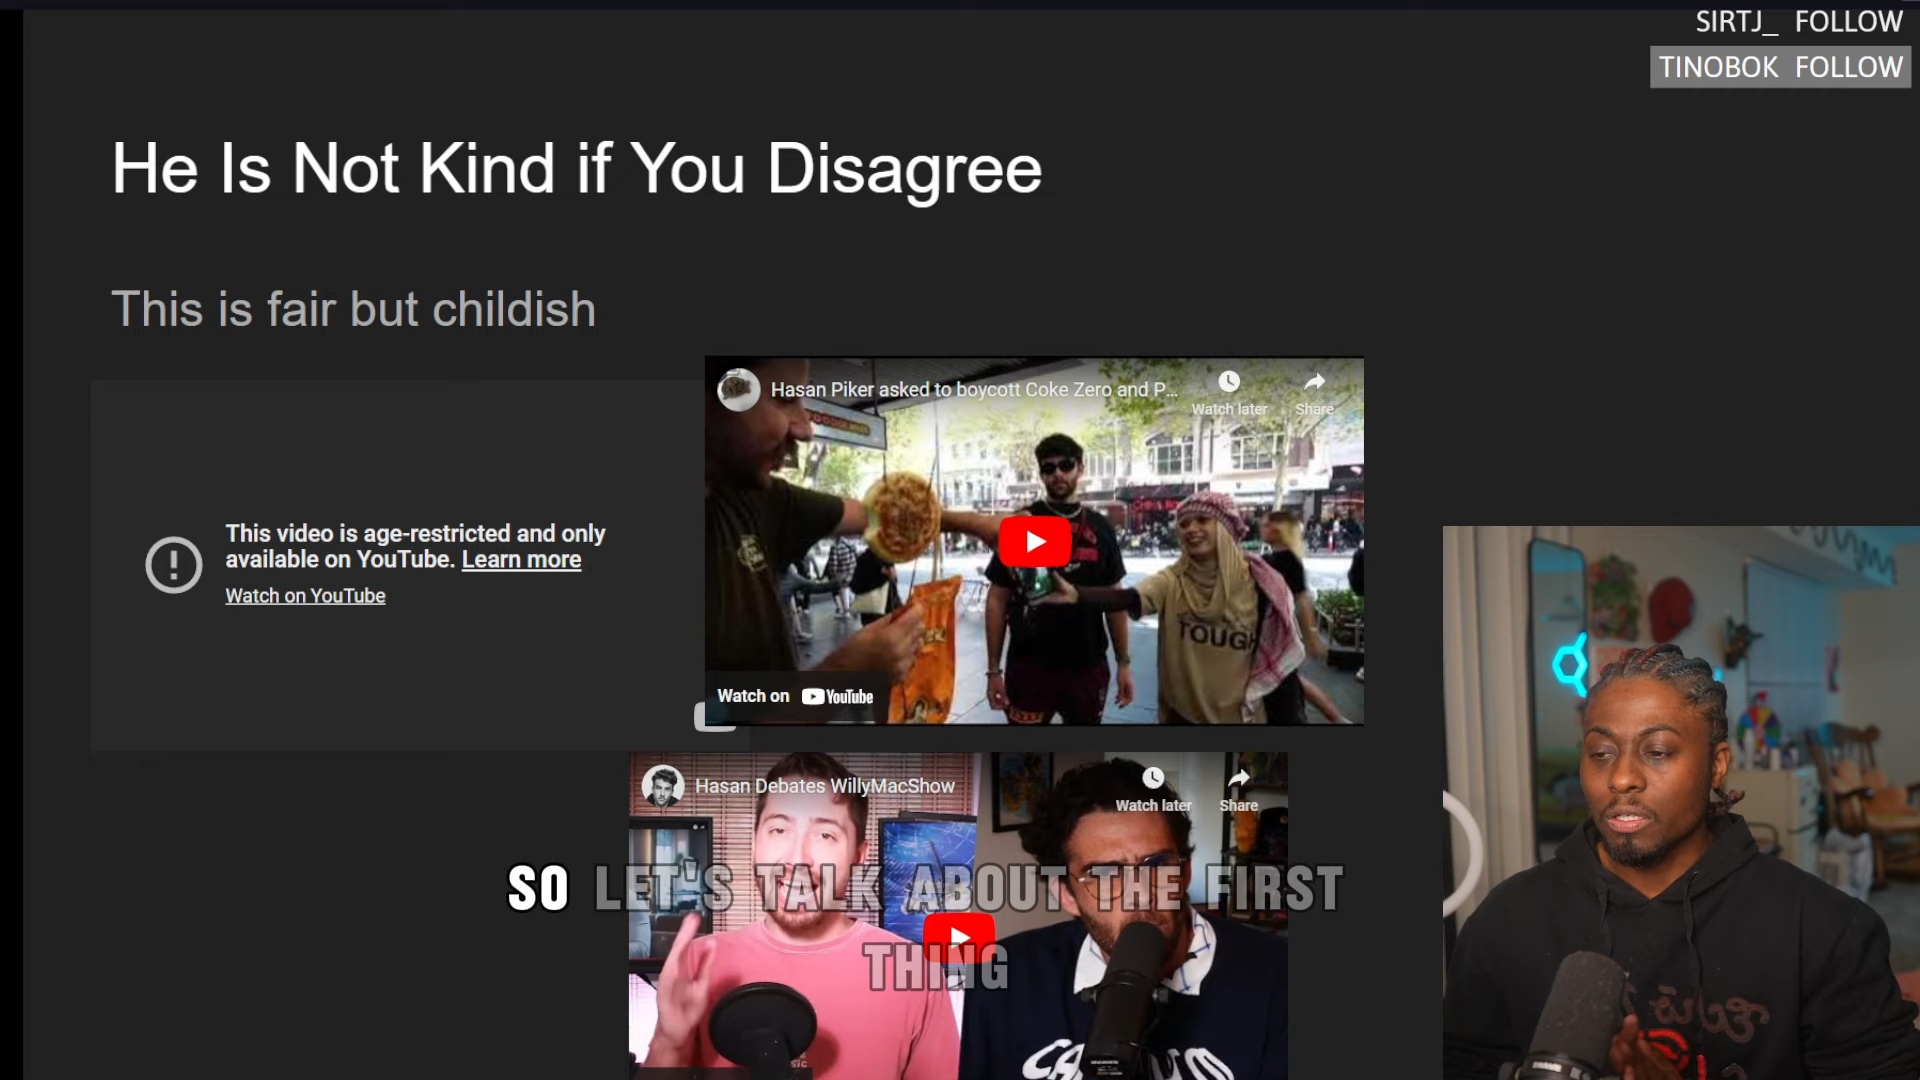 SIRTJ_ FOLLOW
TINOBOK FOLLOW
He Is Not Kind if You Disagree
This is fair but childish
This video is age-restricted and only
available on YouTube. Learn more
Watch on YouTube
Hasan Piker asked to boycott Coke Zero and P...
Watch later
Share
TOUGH
Watch on YouTube
Hasan Debates WillyMacShow
Watch later
Share
SO LET'S TALK ABOUT THE FIRST
THING